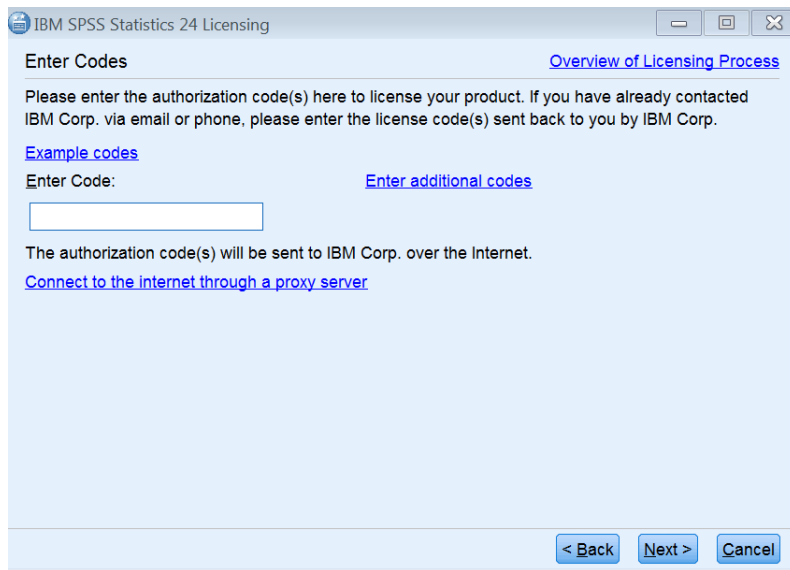 IBM SPSS Statistics 24 Licensing
Enter Codes
Overview of Licensing Process
Please enter the authorization code(s) here to license your product. If you have already contacted
IBM Corp. via email or phone, please enter the license code(s) sent back to you by IBM Corp.
Example codes
Enter Code:
Enter additional codes
The authorization code(s) will be sent to IBM Corp. over the Internet.
Connect to the internet through a proxy server
< Back
Next >
Cancel